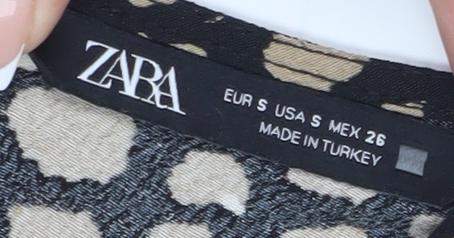 ZARA
EUR S USA S MEX 26
MADE IN TURKEY